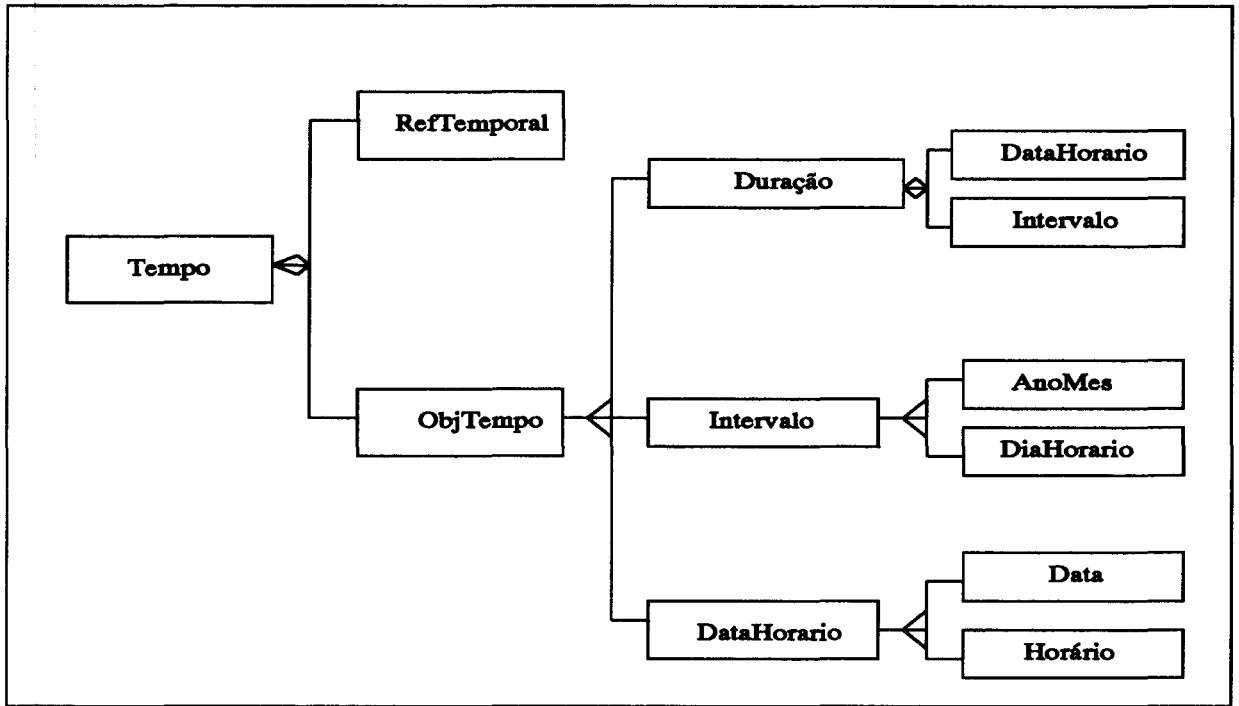 RefTemporal
DataHorario
Duração
Intervalo
Tempo
AnoMes
ObjTempo
Intervalo
DiaHorario
Data
DataHorario
Horário